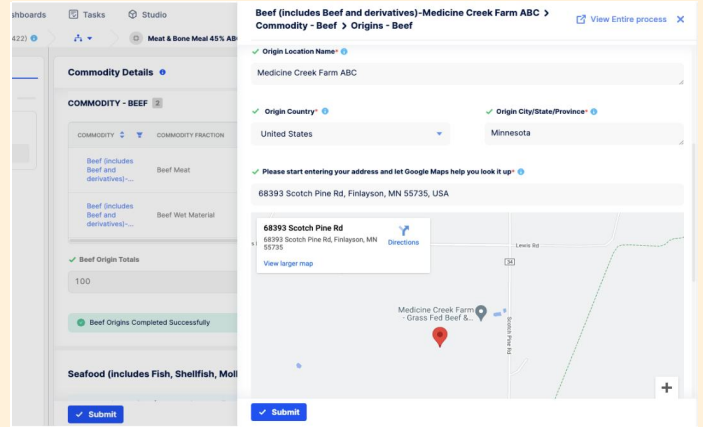 shboards
Tasks
Studio
422)
Meat & Bone Meal 45% AB
Commodity Details
COMMODITY - BEEF 2
COMMODITY
COMMODITY FRACTION
Beef (includes
Beef and
derivatives)-...
Beef Meat
Beef (includes
Beef and
derivatives)-...
Beef Wet Material
Beef Origin Totals
100
Beef Origins Completed Successfully
Seafood (includes Fish, Shellfish, Moll
Submit
Beef (includes Beef and derivatives)-Medicine Creek Farm ABC >
Commodity - Beef > Origins - Beef
View Entire process
Origin Location Name*
Medicine Creek Farm ABC
Origin Country*
United States
Origin City/State/Province*
Minnesota
Please start entering your address and let Google Maps help you look it up*
68393 Scotch Pine Rd, Finlayson, MN 55735, USA
68393 Scotch Pine Rd
68393 Scotch Pine Rd, Finlayson, MN
55735
Directions
View larger map
Lewis Rd
34
Medicine Creek Farm
- Grass Fed Beef &...
Scotch Pine Rd
+
Submit